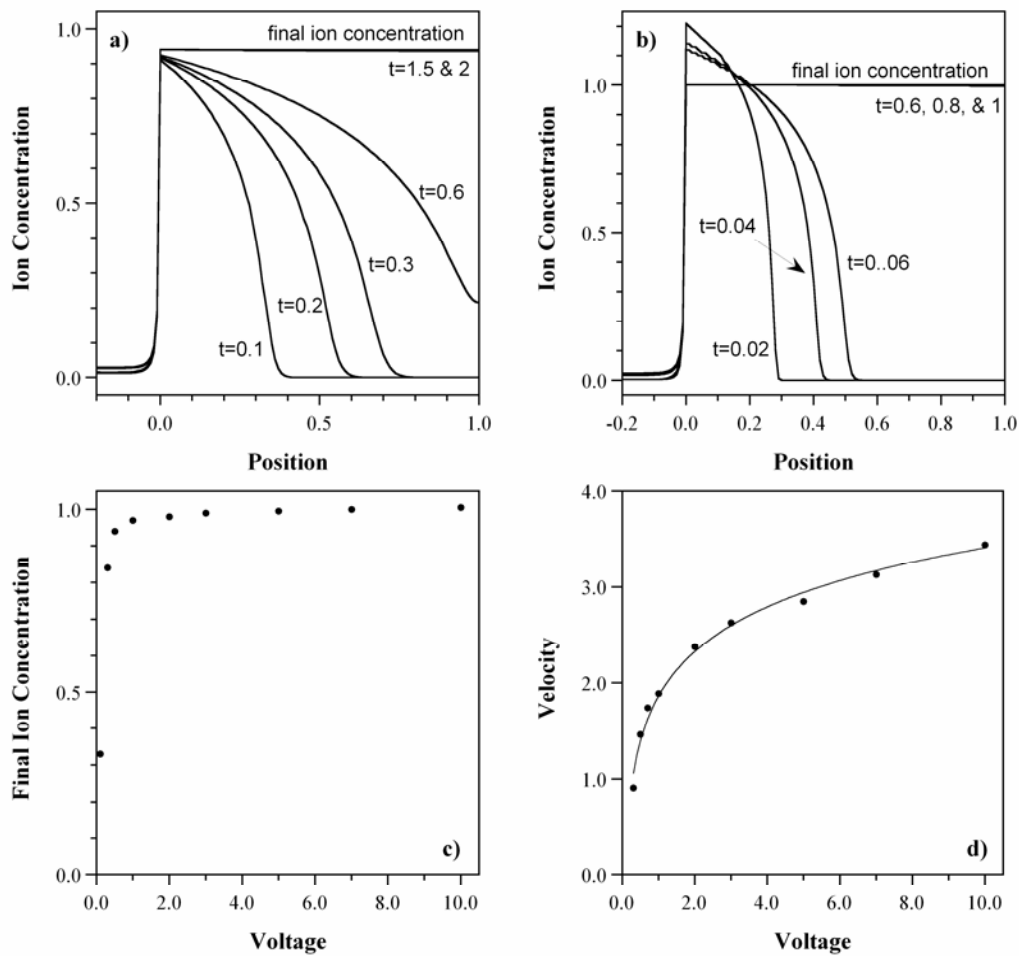 a)
final ion concentration
t=1.5 & 2
t=0.6
t=0.3
t=0.2
t=0.1
1.0
0.5
0.0
0.0
0.5
1.0
Ion Concentration
Position
b)
final ion concentration
t=0.6, 0.8, & 1
t=0.04
t=0..06
t=0.02
1.0
0.5
0.0
-0.2
0.0
0.2
0.4
0.6
0.8
1.0
Ion Concentration
Position
1.0
0.5
0.0
c)
0.0
2.0
4.0
6.0
8.0
10.0
Final Ion Concentration
Voltage
4.0
3.0
2.0
1.0
0.0
d)
0.0
2.0
4.0
6.0
8.0
10.0
Velocity
Voltage